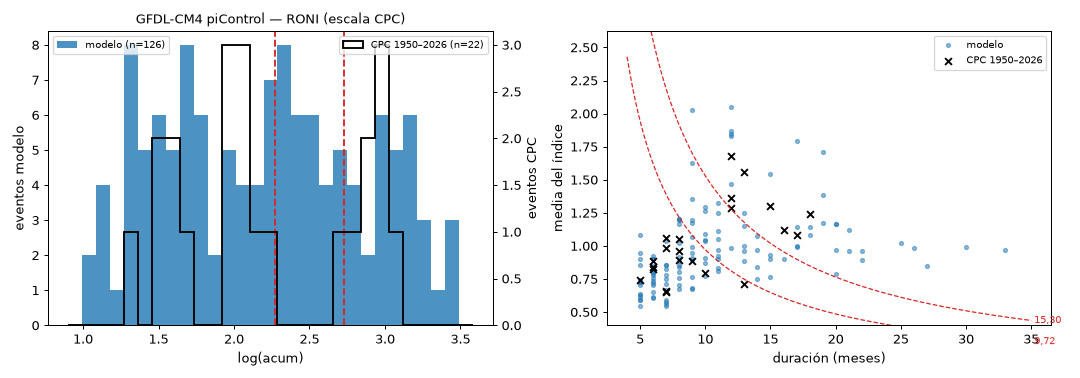 GFDL-CM4 piControl — RONI (escala CPC)
modelo (n=126)
CPC 1950–2026 (n=22)
eventos modelo
8
7
6
5
4
3
2
1
0
1.0 1.5 2.0 2.5 3.0 3.5
log(acum)
3.0
2.5
2.0
1.5
1.0
0.5
0.0
eventos CPC
modelo
CPC 1950–2026
media del índice
2.50
2.25
2.00
1.75
1.50
1.25
1.00
0.75
0.50
5 10 15 20 25 30 35
duración (meses)
15,30
9,72